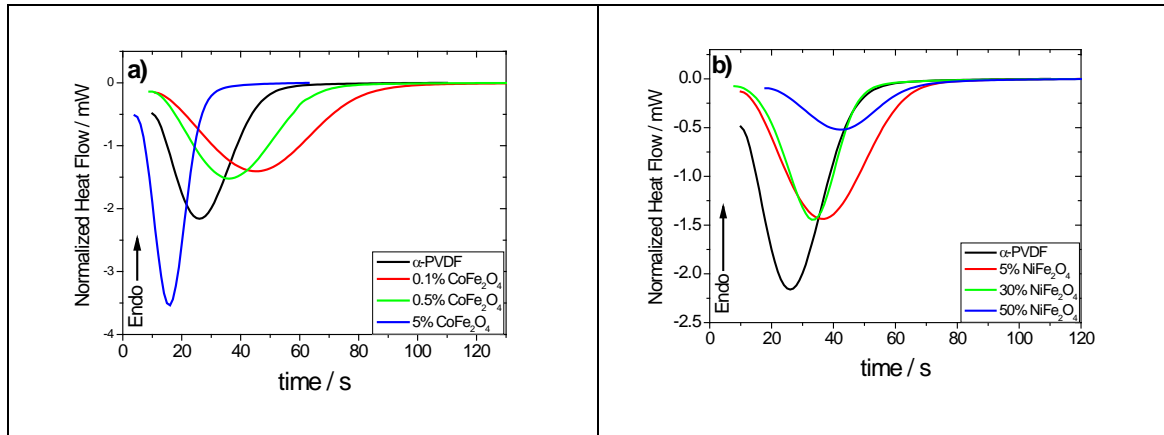 a)
Normalized Heat Flow / mW
0
-1
-2
-3
-4
Endo
α-PVDF
0.1% CoFe₂O₄
0.5% CoFe₂O₄
5% CoFe₂O₄
0 20 40 60 80 100 120
time / s
b)
Normalized Heat Flow / mW
0.0
-0.5
-1.0
-1.5
-2.0
-2.5
Endo
α-PVDF
5% NiFe₂O₄
30% NiFe₂O₄
50% NiFe₂O₄
0 20 40 60 80 100 120
time / s